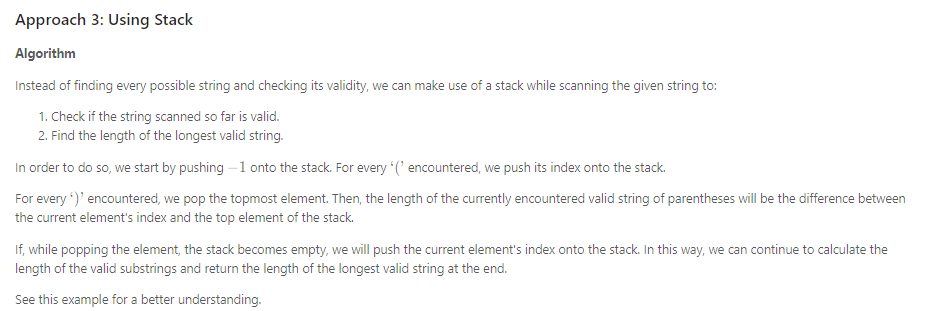 Approach 3: Using Stack
Algorithm
Instead of finding every possible string and checking its validity, we can make use of a stack while scanning the given string to:
1. Check if the string scanned so far is valid.
2. Find the length of the longest valid string.
In order to do so, we start by pushing −1 onto the stack. For every ‘(’ encountered, we push its index onto the stack.
For every ‘)’ encountered, we pop the topmost element. Then, the length of the currently encountered valid string of parentheses will be the difference between
the current element's index and the top element of the stack.
If, while popping the element, the stack becomes empty, we will push the current element's index onto the stack. In this way, we can continue to calculate the
length of the valid substrings and return the length of the longest valid string at the end.
See this example for a better understanding.